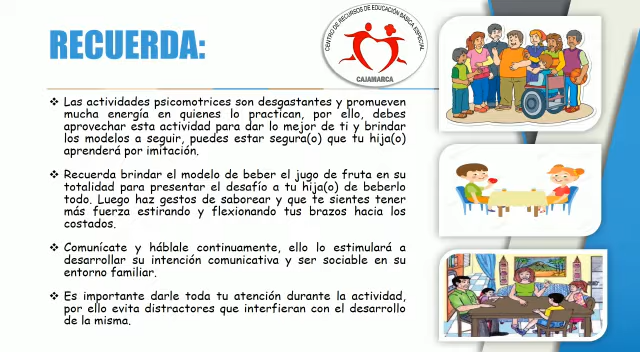 RECUERDA:
CENTRO DE RECURSOS DE EDUCACIÓN BÁSICA ESPECIAL
CAJAMARCA
❖ Las actividades psicomotrices son desgastantes y promueven
mucha energía en quienes lo practican, por ello, debes
aprovechar esta actividad para dar lo mejor de ti y brindar
los modelos a seguir, puedes estar segura(o) que tu hija(o)
aprenderá por imitación.
❖ Recuerda brindar el modelo de beber el jugo de fruta en su
totalidad para presentar el desafío a tu hija(o) de beberlo
todo. Luego haz gestos de saborear y que te sientes tener
más fuerza estirando y flexionando tus brazos hacia los
costados.
❖ Comunícate y háblale continuamente, ello lo estimulará a
desarrollar su intención comunicativa y ser sociable en su
entorno familiar.
❖ Es importante darle toda tu atención durante la actividad,
por ello evita distractores que interfieran con el desarrollo
de la misma.